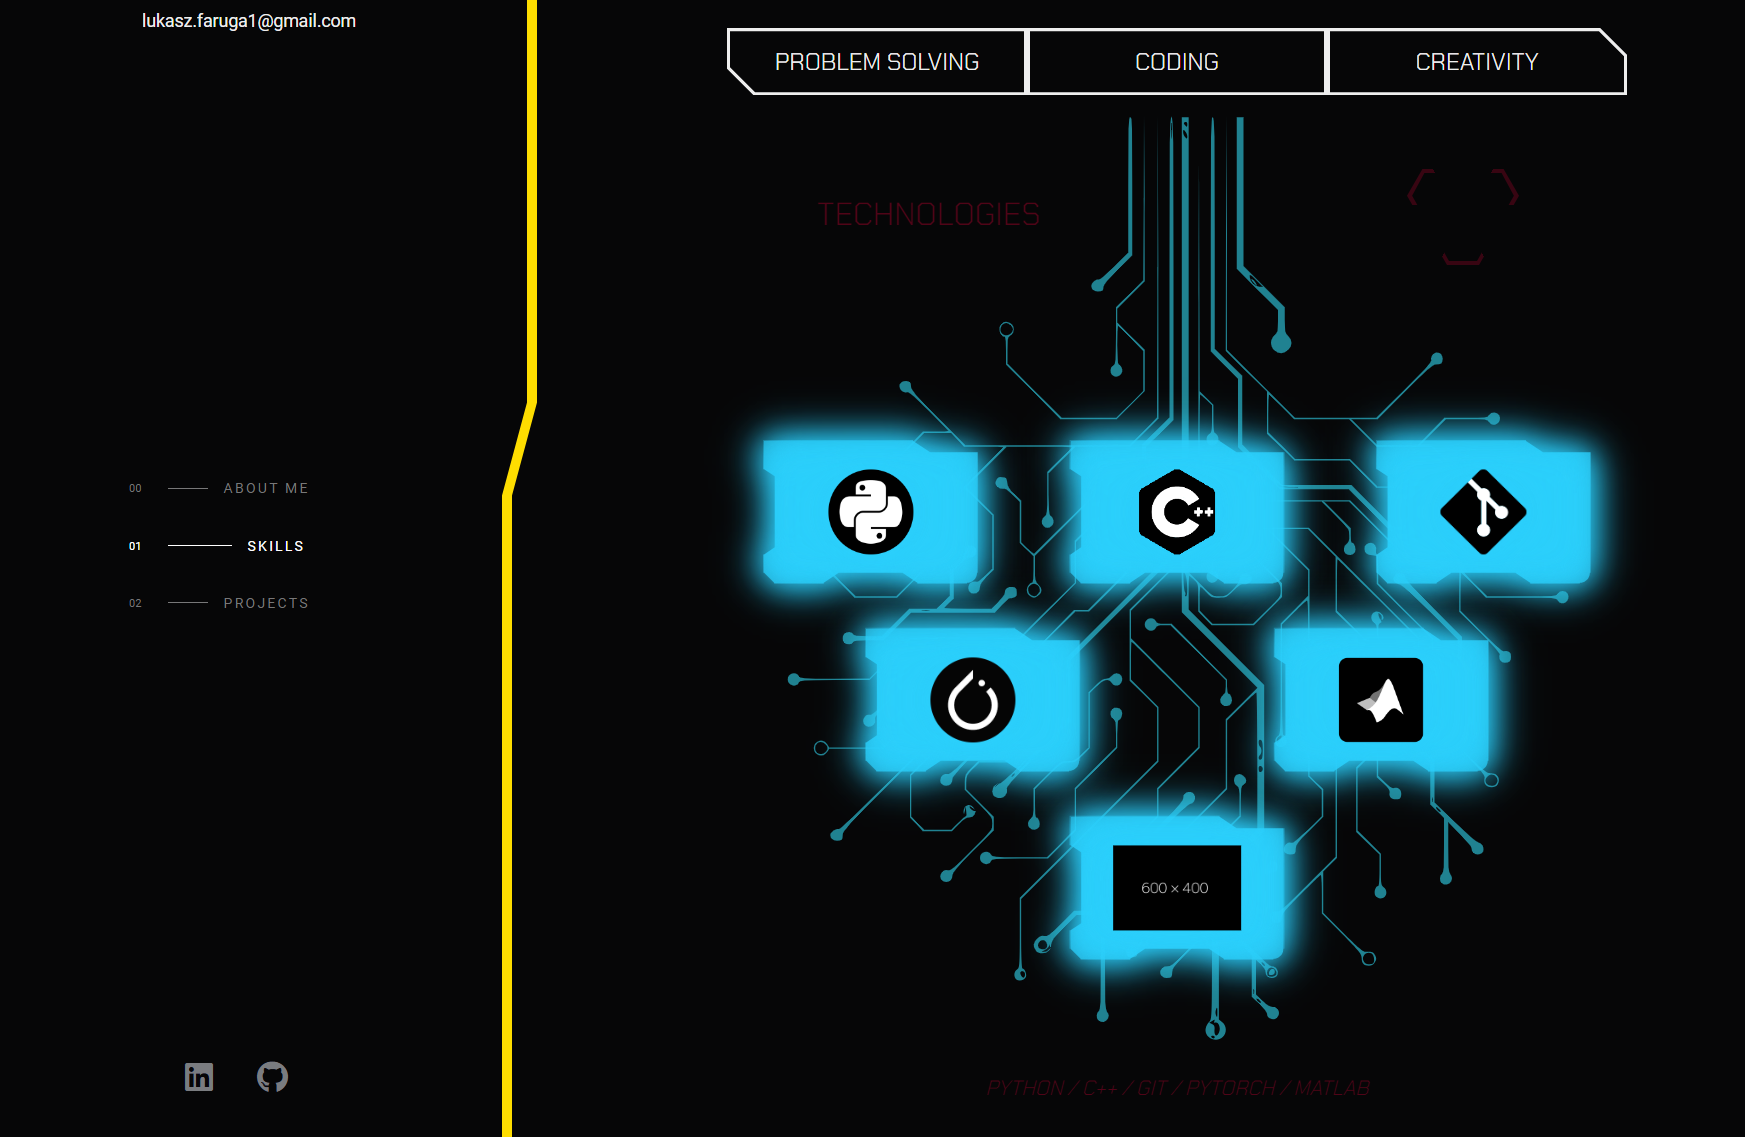 lukasz.faruga1@gmail.com
00 ABOUT ME
01 SKILLS
02 PROJECTS
in
PROBLEM SOLVING
CODING
CREATIVITY
TECHNOLOGIES
C++
600 × 400
PYTHON / C++ / GIT / PYTORCH / MATLAB